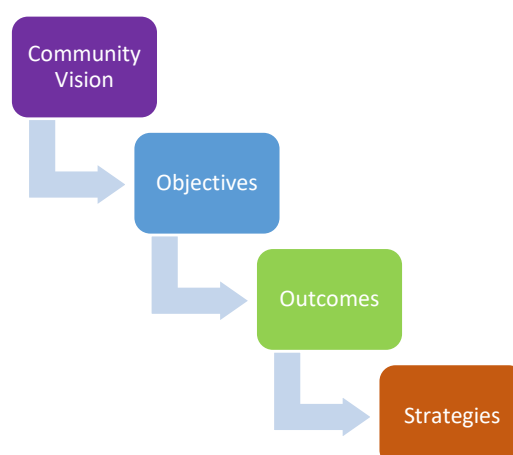 Community
Vision
Objectives
Outcomes
Strategies